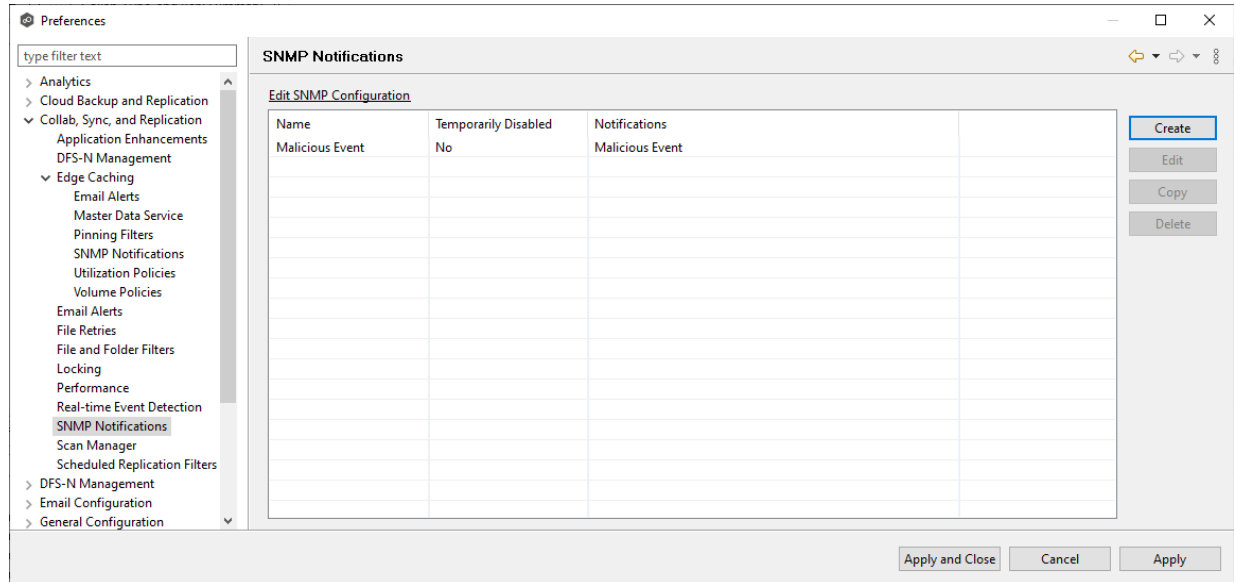 Preferences
type filter text
SNMP Notifications
Analytics
Cloud Backup and Replication
Collab, Sync, and Replication
Application Enhancements
DFS-N Management
Edge Caching
Email Alerts
Master Data Service
Pinning Filters
SNMP Notifications
Utilization Policies
Volume Policies
Email Alerts
File Retries
File and Folder Filters
Locking
Performance
Real-time Event Detection
SNMP Notifications
Scan Manager
Scheduled Replication Filters
DFS-N Management
Email Configuration
General Configuration
Edit SNMP Configuration
Name Temporarily Disabled Notifications
Malicious Event No Malicious Event
Create
Edit
Copy
Delete
Apply and Close Cancel Apply